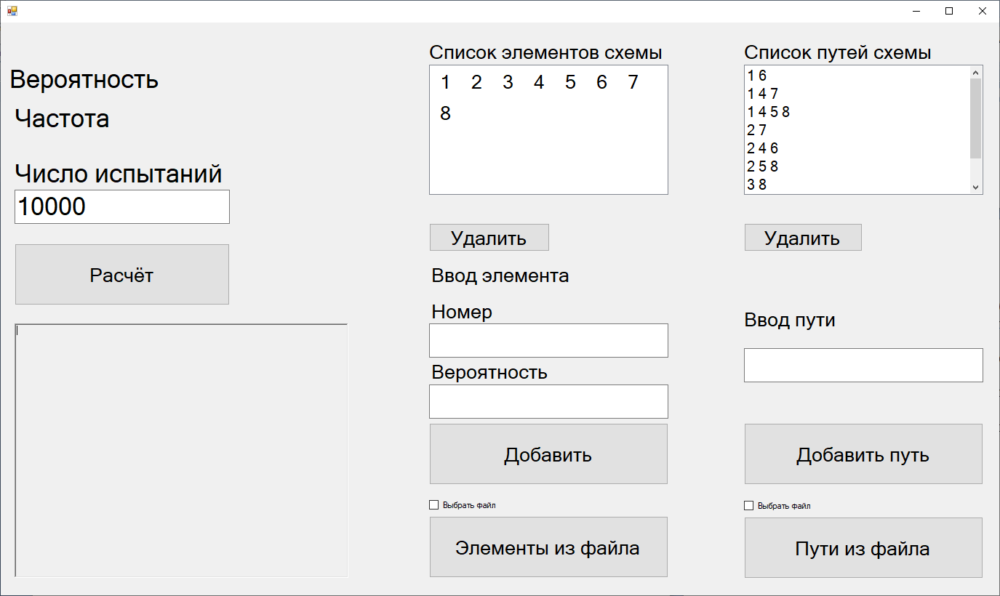 Вероятность
Частота
Число испытаний
10000
Расчёт
Список элементов схемы
1 2 3 4 5 6 7
8
Удалить
Ввод элемента
Номер
Вероятность
Добавить
Выбрать файл
Элементы из файла
Список путей схемы
1 6
1 4 7
1 4 5 8
2 7
2 4 6
2 5 8
3 8
Удалить
Ввод пути
Добавить путь
Выбрать файл
Пути из файла